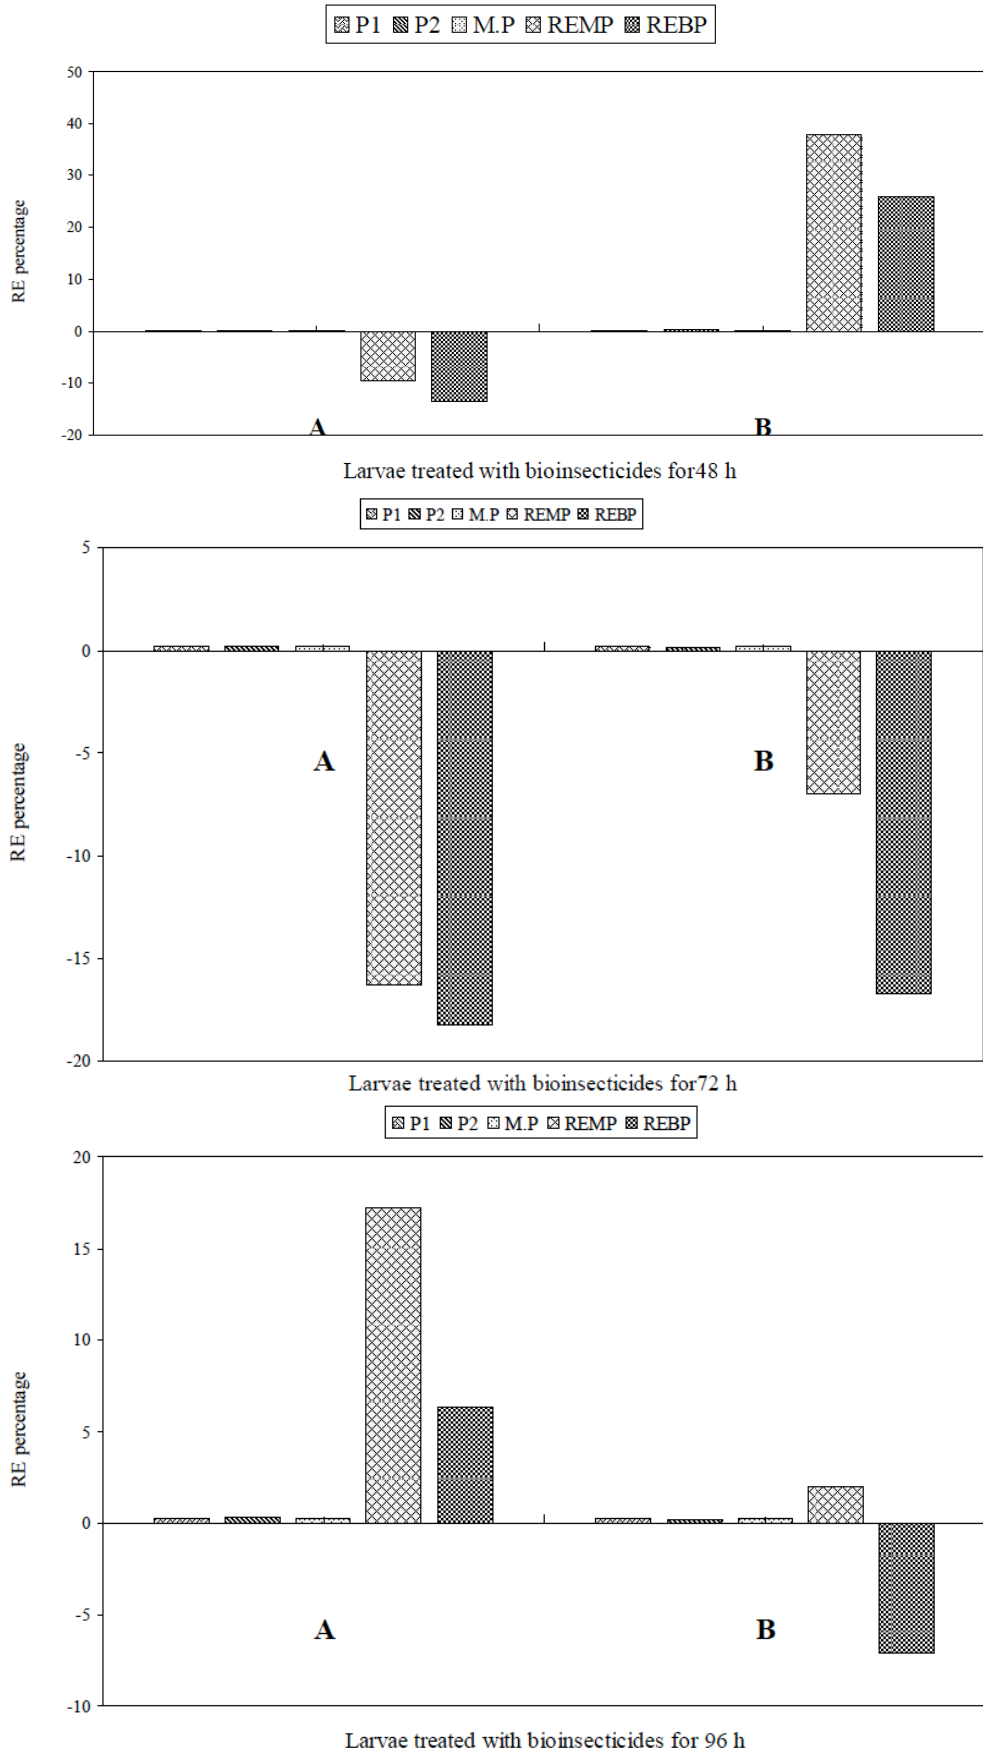 P1 P2 M.P REMP REBP
50
40
30
20
10
0
-10
-20
RE percentage
A B
Larvae treated with bioinsecticides for48 h
P1 P2 M.P REMP REBP
5
0
-5
-10
-15
-20
RE percentage
A B
Larvae treated with bioinsecticides for72 h
P1 P2 M.P REMP REBP
20
15
10
5
0
-5
-10
RE percentage
A B
Larvae treated with bioinsecticides for 96 h